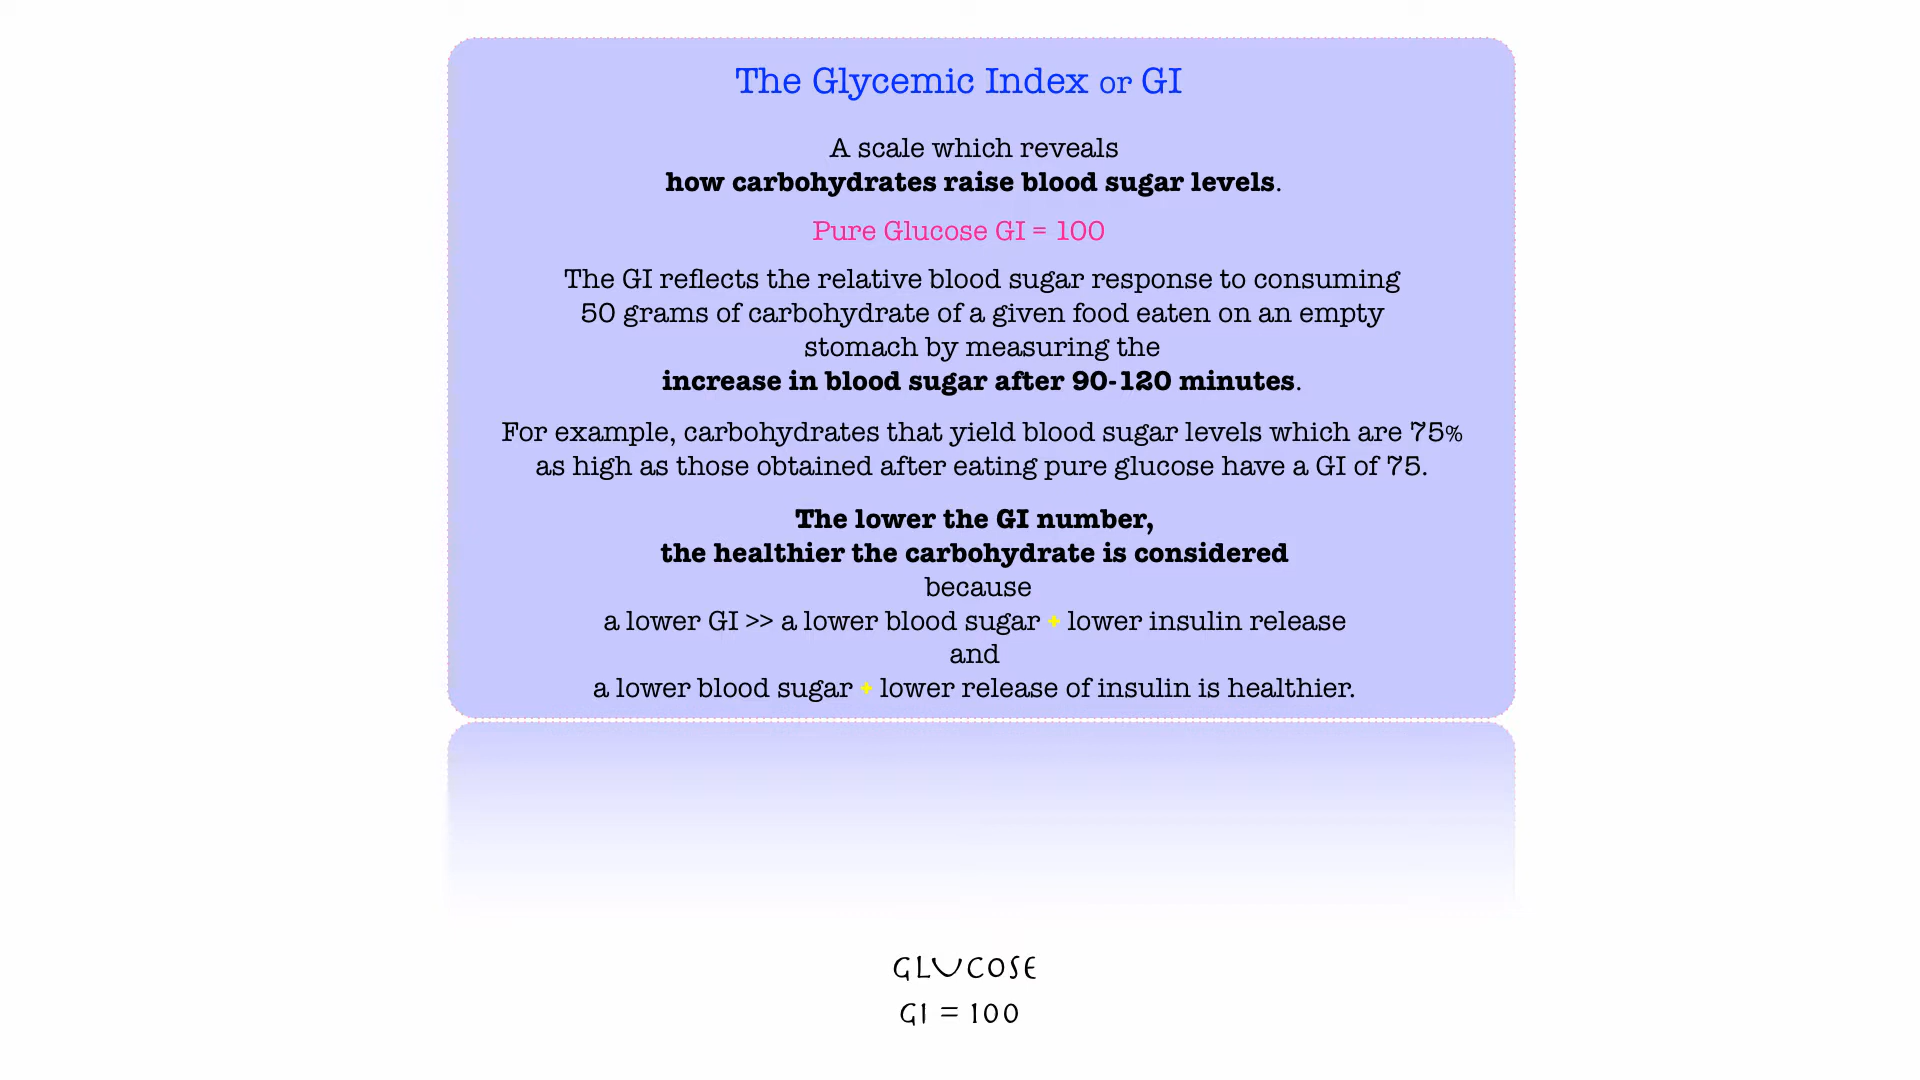 The Glycemic Index or GI
A scale which reveals
how carbohydrates raise blood sugar levels.
Pure Glucose GI = 100
The GI reflects the relative blood sugar response to consuming
50 grams of carbohydrate of a given food eaten on an empty
stomach by measuring the
increase in blood sugar after 90-120 minutes.
For example, carbohydrates that yield blood sugar levels which are 75%
as high as those obtained after eating pure glucose have a GI of 75.
The lower the GI number,
the healthier the carbohydrate is considered
because
a lower GI >> a lower blood sugar + lower insulin release
and
a lower blood sugar + lower release of insulin is healthier.
GLUCOSE
GI = 100